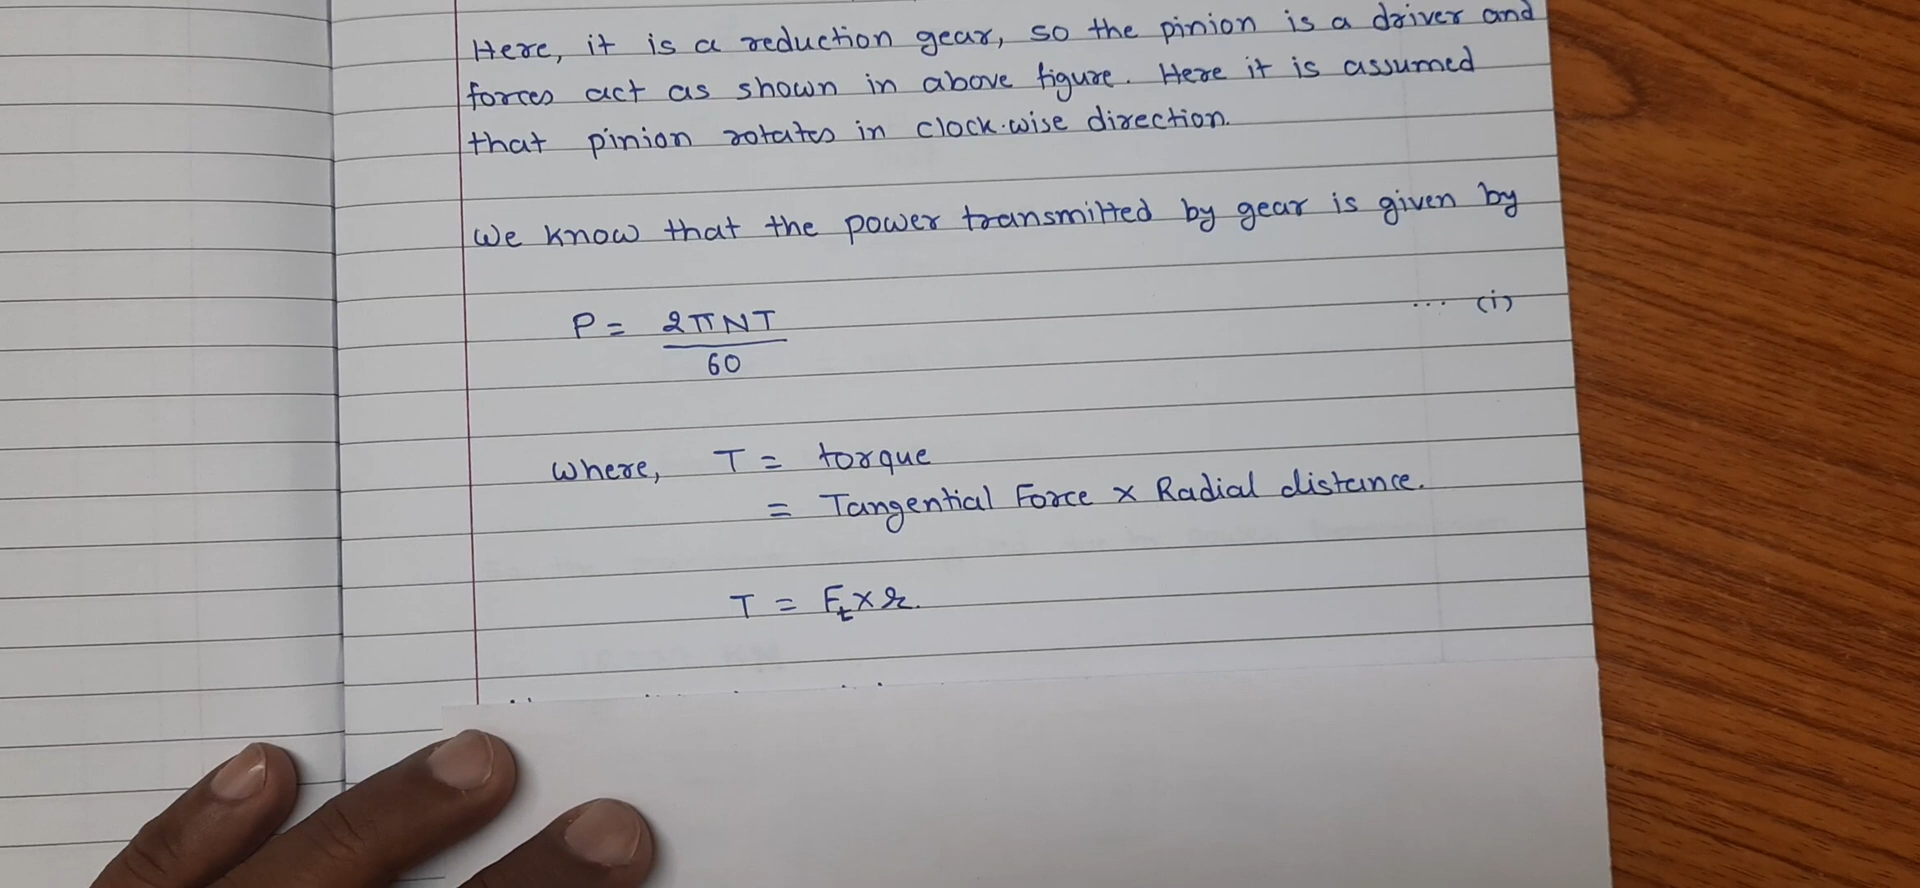 Here, it is a reduction gear, so the pinion is a driver and
forces act as shown in above figure. Here it is assumed
that pinion rotates in clock.wise direction.
We know that the power transmitted by gear is given by
P = 2πNT / 60 ... (i)
where, T = torque
= Tangential Force × Radial distance.
T = Ft × r.